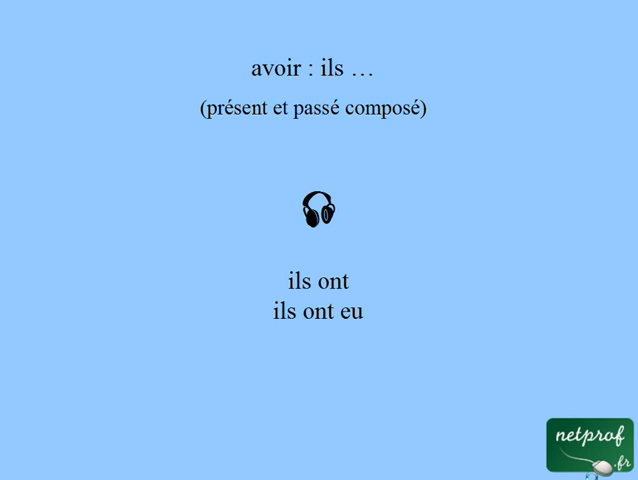 avoir : ils …
(présent et passé composé)
ils ont
ils ont eu
netprof
.fr